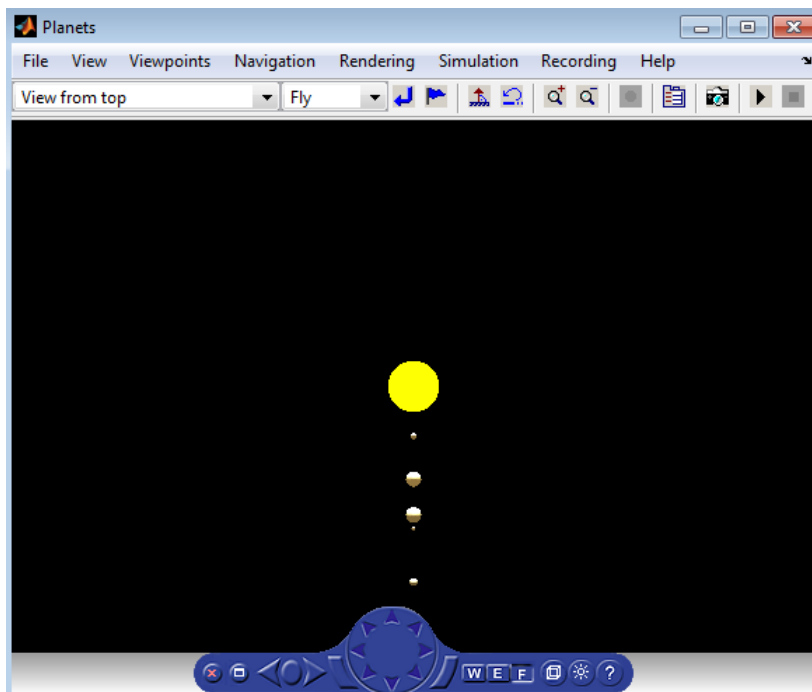 Planets
File View Viewpoints Navigation Rendering Simulation Recording Help
View from top Fly
W E F ?